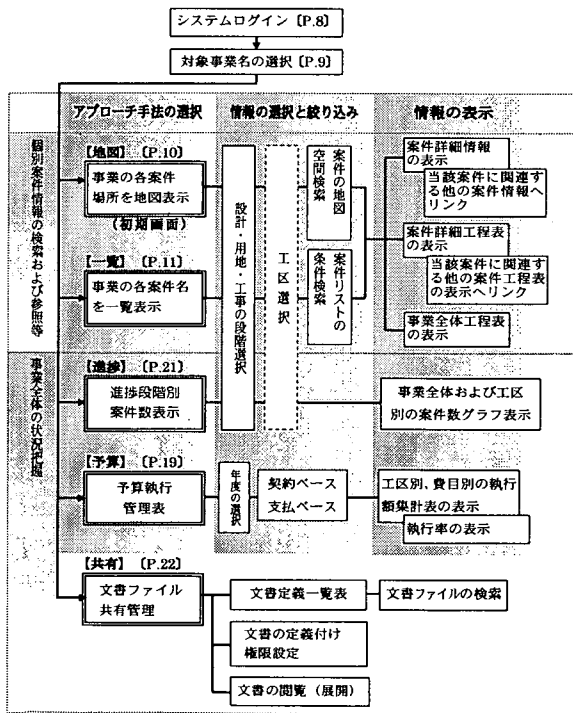 システムログイン〔P.8〕
対象事業名の選択〔P.9〕
アプローチ手法の選択
情報の選択と絞り込み
情報の表示
個別案件情報の検索および参照等
【地図】〔P.10〕
事業の各案件
場所を地図表示
(初期画面)
【一覧】〔P.11〕
事業の各案件名
を一覧表示
設計・用地・工事の段階選択
工区選択
案件の地図
空間検索
案件リストの
条件検索
案件詳細情報
の表示
当該案件に関連す
る他の案件情報へ
リンク
案件詳細工程表
の表示
当該案件に関連す
る他の案件工程表
の表示へリンク
事業全体工程表
の表示
事業全体の状況把握
【進捗】〔P.21〕
進捗段階別
案件数表示
事業全体および工区
別の案件数グラフ表示
【予算】〔P.19〕
予算執行
管理表
年度の選択
契約ベース
支払ベース
工区別、費目別の執行
額集計表の表示
執行率の表示
【共有】〔P.22〕
文書ファイル
共有管理
文書定義一覧表
文書ファイルの検索
文書の定義付け
権限設定
文書の閲覧(展開)